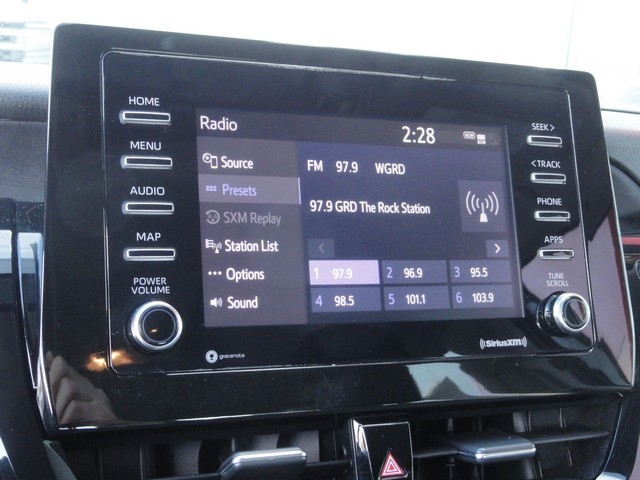 HOME
MENU
AUDIO
MAP
POWER
VOLUME
Radio
2:28
Source
Presets
SXM Replay
Station List
Options
Sound
FM 97.9 WGRD
97.9 GRD The Rock Station
< >
1 97.9 2 96.9 3 95.5
4 98.5 5 101.1 6 103.9
SEEK >
< TRACK
PHONE
APPS
TUNE
SCROLL
gracenote
SiriusXM